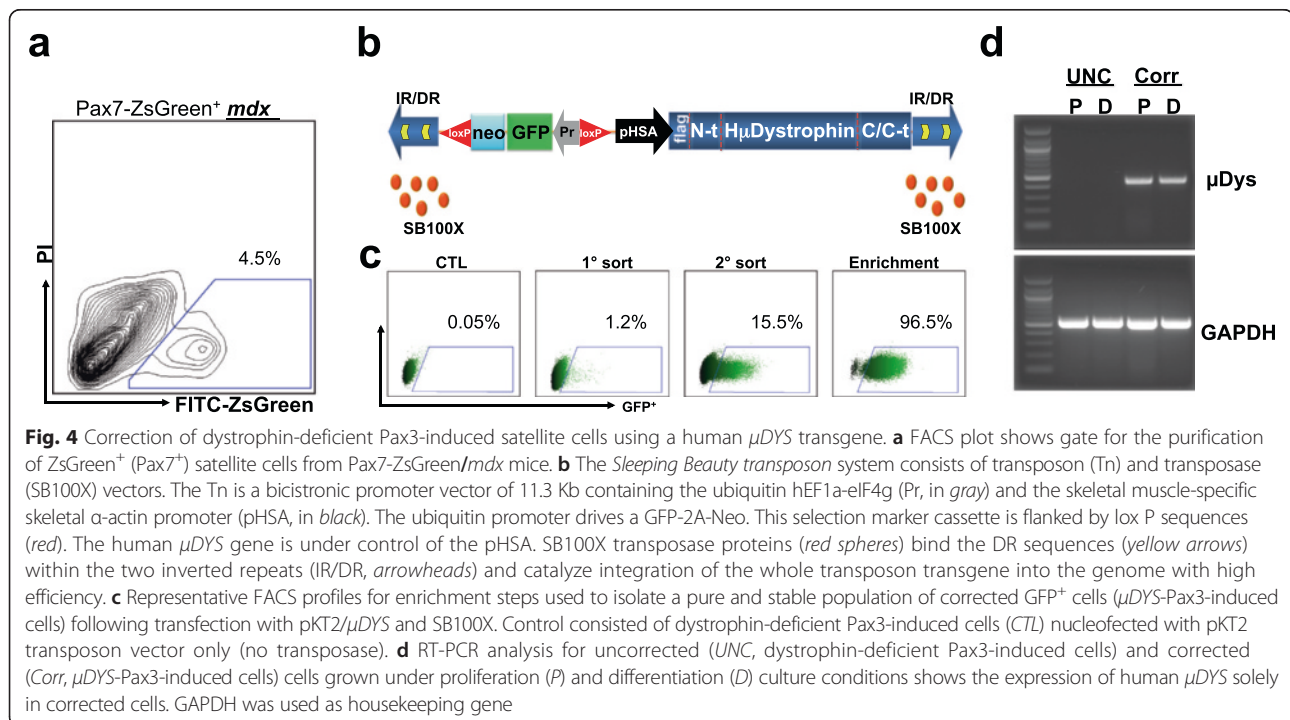 a
Pax7-ZsGreen+ mdx
PI
4.5%
FITC-ZsGreen
b
IR/DR
loxP
neo
GFP
Pr
loxP
pHSA
flag
N-t
HμDystrophin
C/C-t
IR/DR
SB100X
SB100X
c
CTL
1° sort
2° sort
Enrichment
0.05%
1.2%
15.5%
96.5%
GFP+
d
UNC Corr
P D P D
μDys
GAPDH
Fig. 4 Correction of dystrophin-deficient Pax3-induced satellite cells using a human μDYS transgene. a FACS plot shows gate for the purification
of ZsGreen+ (Pax7+) satellite cells from Pax7-ZsGreen/mdx mice. b The Sleeping Beauty transposon system consists of transposon (Tn) and transposase
(SB100X) vectors. The Tn is a bicistronic promoter vector of 11.3 Kb containing the ubiquitin hEF1a-eIF4g (Pr, in gray) and the skeletal muscle-specific
skeletal α-actin promoter (pHSA, in black). The ubiquitin promoter drives a GFP-2A-Neo. This selection marker cassette is flanked by lox P sequences
(red). The human μDYS gene is under control of the pHSA. SB100X transposase proteins (red spheres) bind the DR sequences (yellow arrows)
within the two inverted repeats (IR/DR, arrowheads) and catalyze integration of the whole transposon transgene into the genome with high
efficiency. c Representative FACS profiles for enrichment steps used to isolate a pure and stable population of corrected GFP+ cells (μDYS-Pax3-induced
cells) following transfection with pKT2/μDYS and SB100X. Control consisted of dystrophin-deficient Pax3-induced cells (CTL) nucleofected with pKT2
transposon vector only (no transposase). d RT-PCR analysis for uncorrected (UNC, dystrophin-deficient Pax3-induced cells) and corrected
(Corr, μDYS-Pax3-induced cells) cells grown under proliferation (P) and differentiation (D) culture conditions shows the expression of human μDYS solely
in corrected cells. GAPDH was used as housekeeping gene